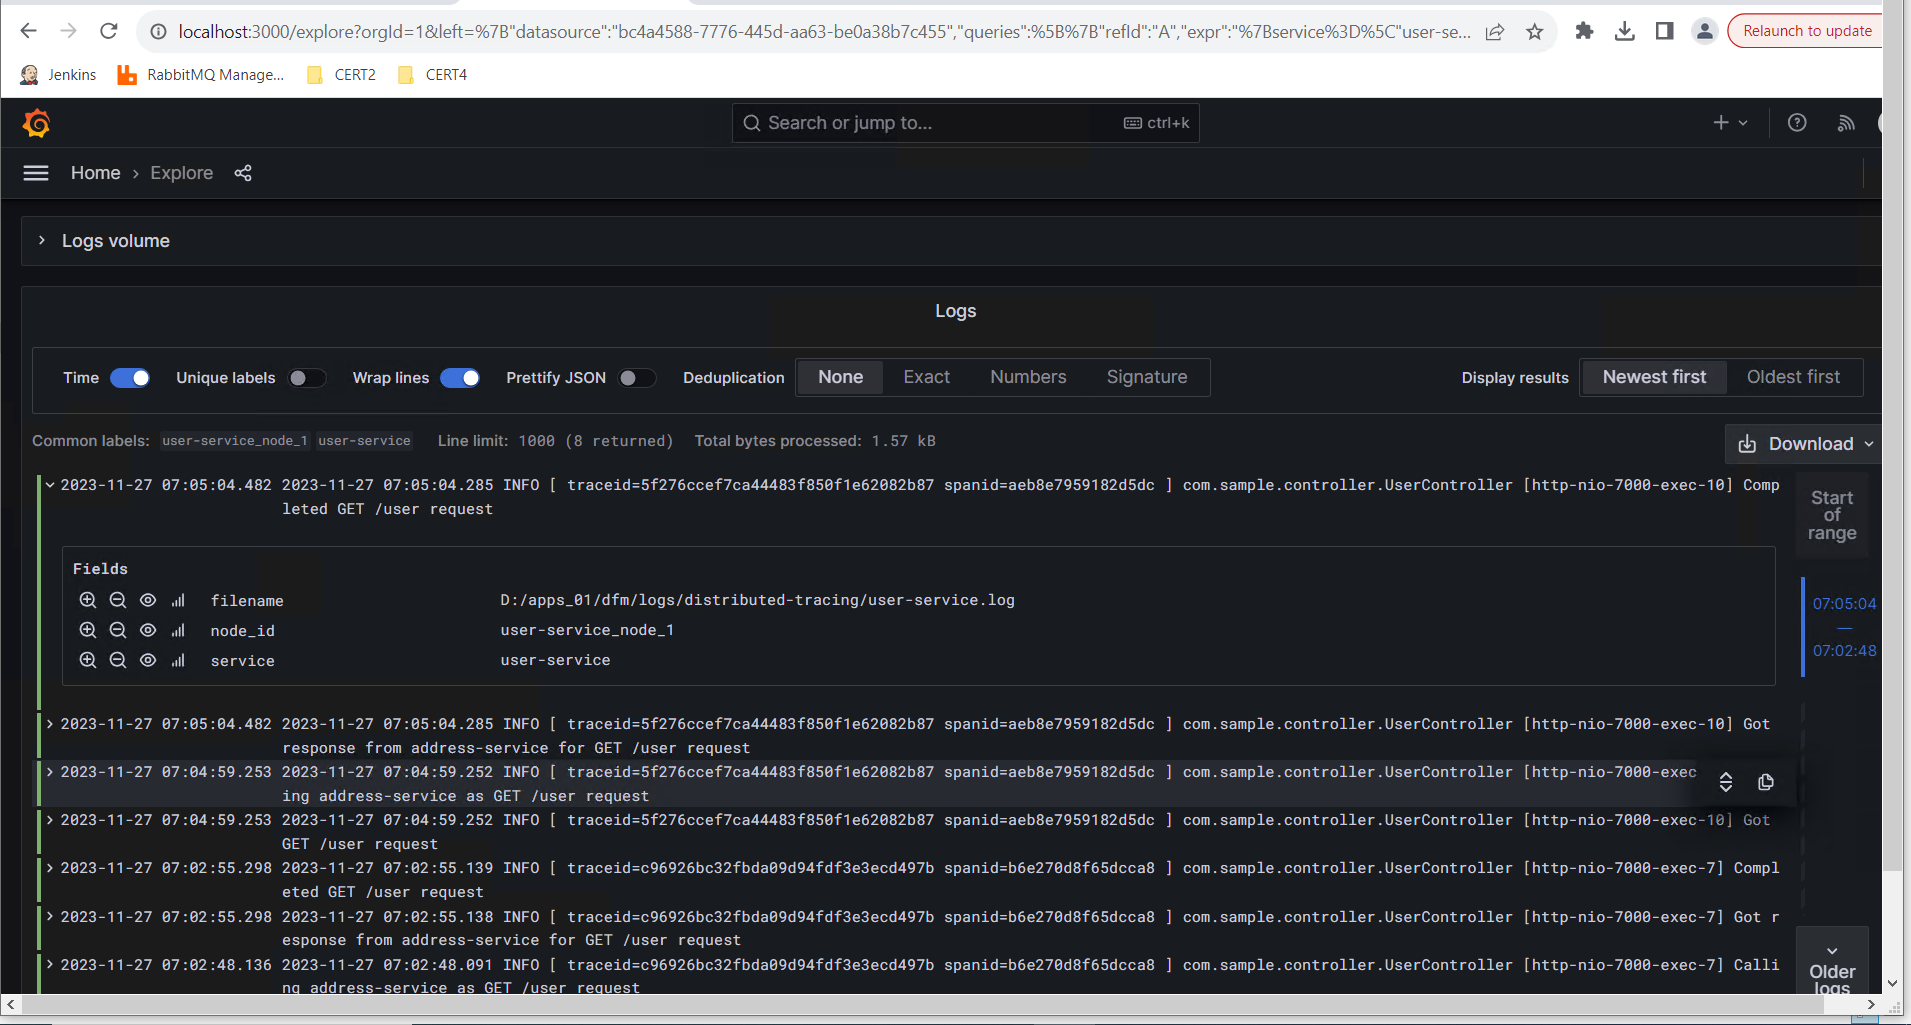 localhost:3000/explore?orgId=1&left=%7B"datasource":"bc4a4588-7776-445d-aa63-be0a38b7c455","queries":%5B%7B"refId":"A","expr":"%7Bservice%3D%5C"user-se...
Relaunch to update
Jenkins
RabbitMQ Manage...
CERT2
CERT4
Search or jump to...
ctrl+k
Home › Explore
Logs volume
Logs
Time
Unique labels
Wrap lines
Prettify JSON
Deduplication
None
Exact
Numbers
Signature
Display results
Newest first
Oldest first
Common labels: user-service_node_1 user-service Line limit: 1000 (8 returned) Total bytes processed: 1.57 kB
Download
2023-11-27 07:05:04.482 2023-11-27 07:05:04.285 INFO [ traceid=5f276ccef7ca44483f850f1e62082b87 spanid=aeb8e7959182d5dc ] com.sample.controller.UserController [http-nio-7000-exec-10] Comp
leted GET /user request
Start
of
range
Fields
filename D:/apps_01/dfm/logs/distributed-tracing/user-service.log
node_id user-service_node_1
service user-service
07:05:04
—
07:02:48
2023-11-27 07:05:04.482 2023-11-27 07:05:04.285 INFO [ traceid=5f276ccef7ca44483f850f1e62082b87 spanid=aeb8e7959182d5dc ] com.sample.controller.UserController [http-nio-7000-exec-10] Got
response from address-service for GET /user request
2023-11-27 07:04:59.253 2023-11-27 07:04:59.252 INFO [ traceid=5f276ccef7ca44483f850f1e62082b87 spanid=aeb8e7959182d5dc ] com.sample.controller.UserController [http-nio-7000-exec
ing address-service as GET /user request
2023-11-27 07:04:59.253 2023-11-27 07:04:59.252 INFO [ traceid=5f276ccef7ca44483f850f1e62082b87 spanid=aeb8e7959182d5dc ] com.sample.controller.UserController [http-nio-7000-exec-10] Got
GET /user request
2023-11-27 07:02:55.298 2023-11-27 07:02:55.139 INFO [ traceid=c96926bc32fbda09d94fdf3e3ecd497b spanid=b6e270d8f65dcca8 ] com.sample.controller.UserController [http-nio-7000-exec-7] Compl
eted GET /user request
2023-11-27 07:02:55.298 2023-11-27 07:02:55.138 INFO [ traceid=c96926bc32fbda09d94fdf3e3ecd497b spanid=b6e270d8f65dcca8 ] com.sample.controller.UserController [http-nio-7000-exec-7] Got r
esponse from address-service for GET /user request
2023-11-27 07:02:48.136 2023-11-27 07:02:48.091 INFO [ traceid=c96926bc32fbda09d94fdf3e3ecd497b spanid=b6e270d8f65dcca8 ] com.sample.controller.UserController [http-nio-7000-exec-7] Calli
ng address-service as GET /user request
Older
logs